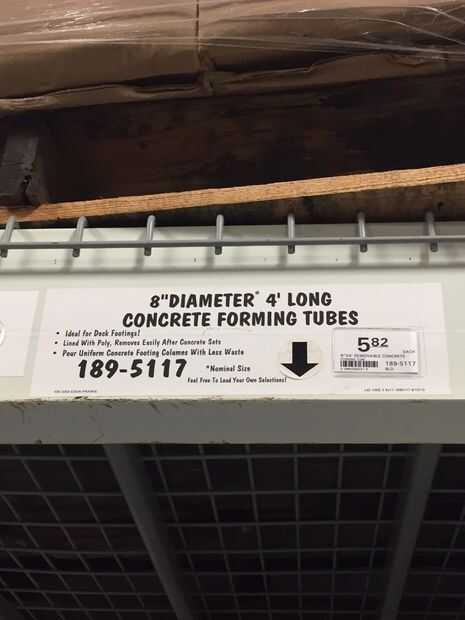 8"DIAMETER* 4' LONG
CONCRETE FORMING TUBES
• Ideal for Deck Footings!
• Lined With Poly, Removes Easily After Concrete Sets
• Pour Uniform Concrete Footing Columns With Less Waste
189-5117
*Nominal Size
Feel Free To Load Your Own Selections!
5 82
EACH
189-5117